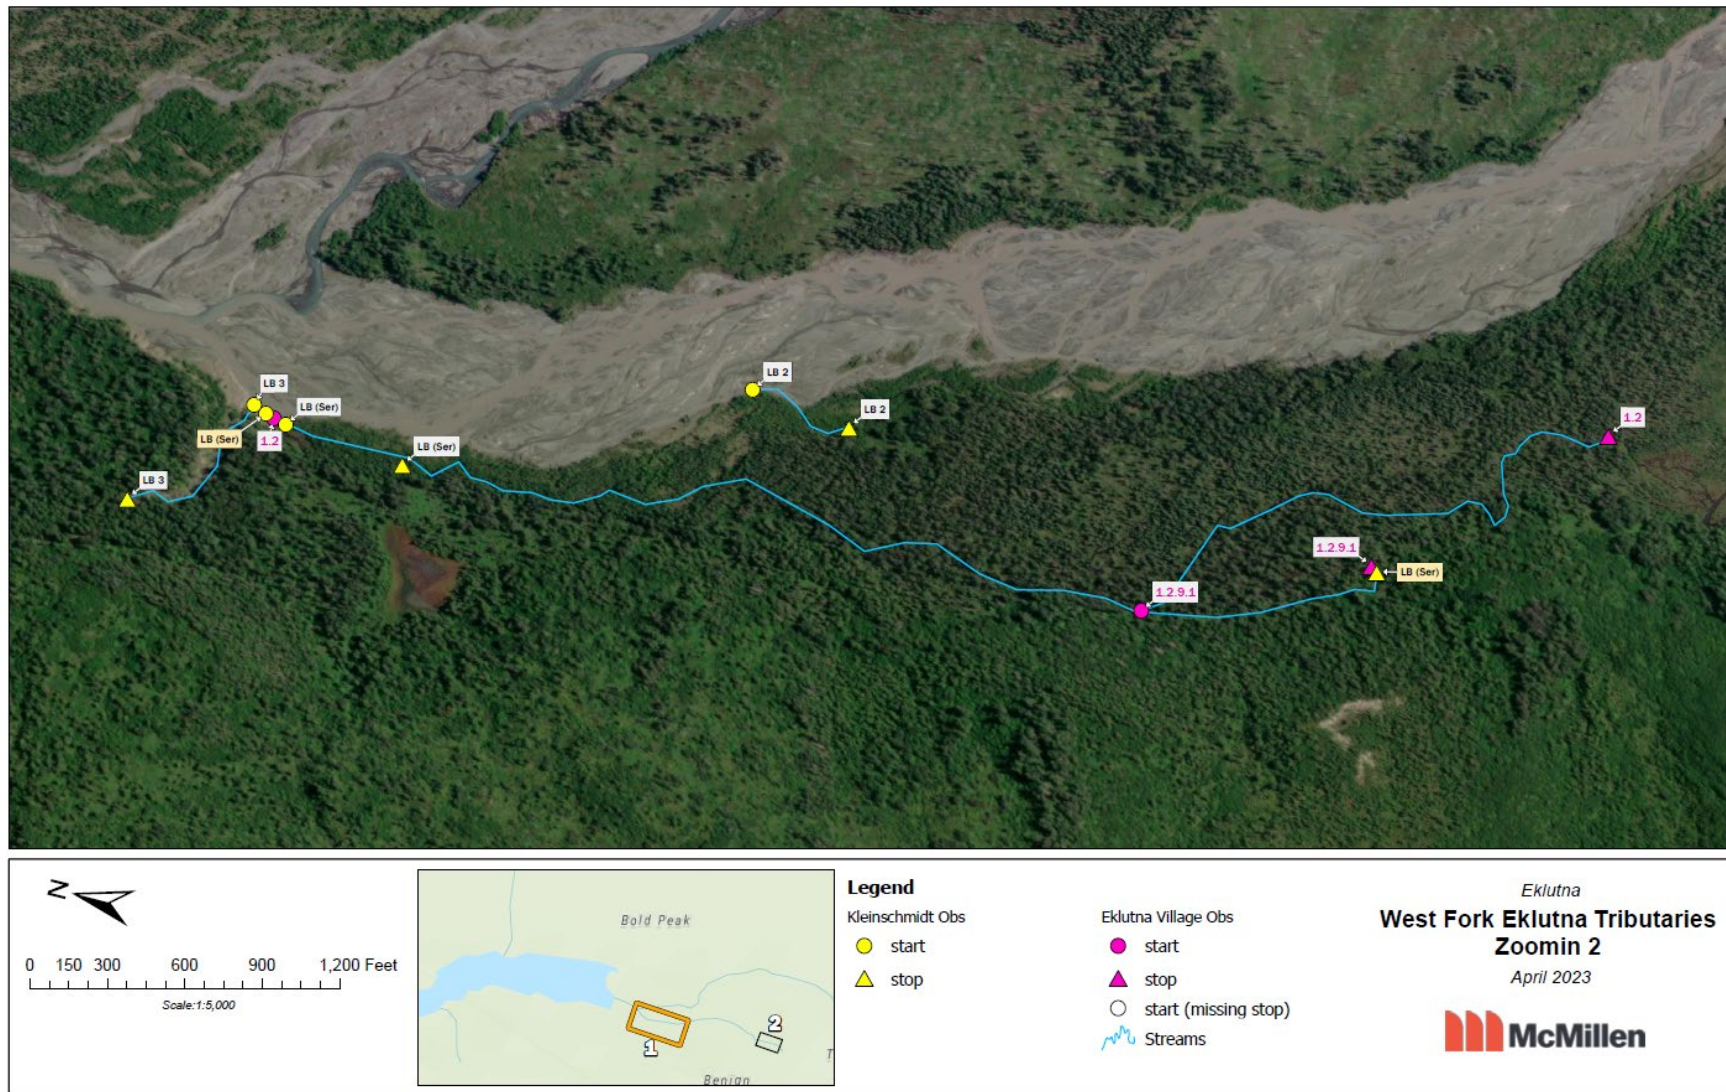 LB 3
LB (Ser)
LB (Ser)
1.2
LB (Ser)
LB 3
LB 2
LB 2
1.2
1.2.9.1
LB (Ser)
1.2.9.1
N
0 150 300 600 900 1,200 Feet
Scale:1:5,000
Bold Peak
1
2
T
Benign
Legend
Kleinschmidt Obs
start
stop
Eklutna Village Obs
start
stop
start (missing stop)
Streams
Eklutna
West Fork Eklutna Tributaries
Zoomin 2
April 2023
McMillen